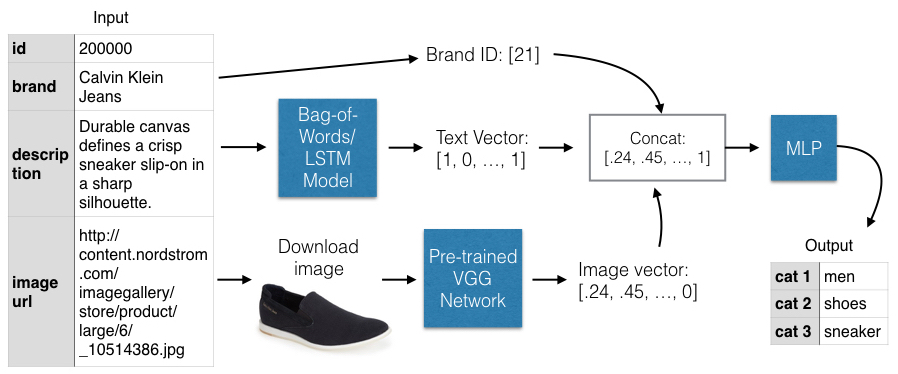 Input
id
200000
brand
Calvin Klein
Jeans
descrip
tion
Durable canvas
defines a crisp
sneaker slip-on in
a sharp
silhouette.
image
url
http://
content.nordstrom
.com/
imagegallery/
store/product/
large/6/
_10514386.jpg
Brand ID: [21]
Bag-of-
Words/
LSTM
Model
Text Vector:
[1, 0, …, 1]
Download
image
Pre-trained
VGG
Network
Image vector:
[.24, .45, …, 0]
Concat:
[.24, .45, …, 1]
MLP
Output
cat 1 men
cat 2 shoes
cat 3 sneaker